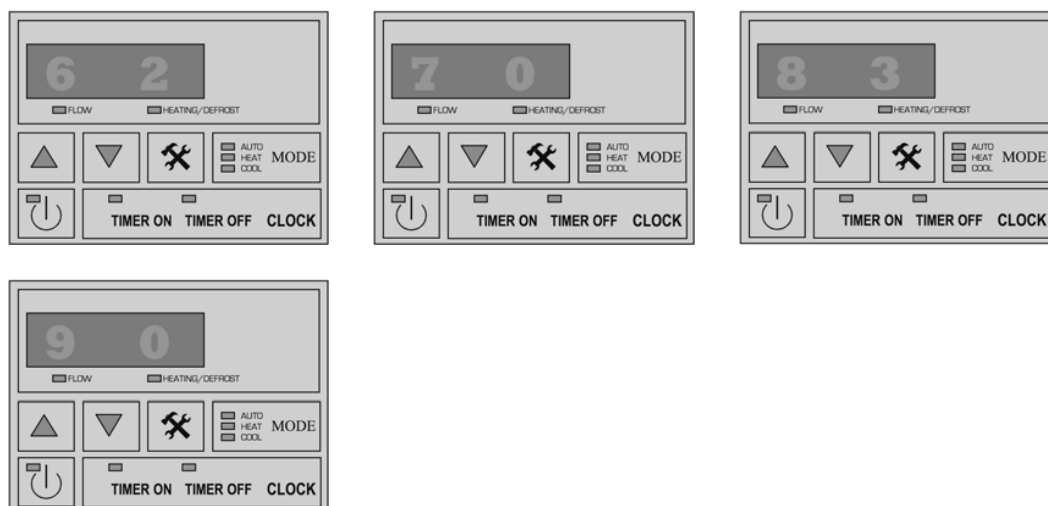 6 2
FLOW HEATING/DEFROST
AUTO
HEAT MODE
COOL
TIMER ON TIMER OFF CLOCK
7 0
FLOW HEATING/DEFROST
AUTO
HEAT MODE
COOL
TIMER ON TIMER OFF CLOCK
8 3
FLOW HEATING/DEFROST
AUTO
HEAT MODE
COOL
TIMER ON TIMER OFF CLOCK
9 0
FLOW HEATING/DEFROST
AUTO
HEAT MODE
COOL
TIMER ON TIMER OFF CLOCK